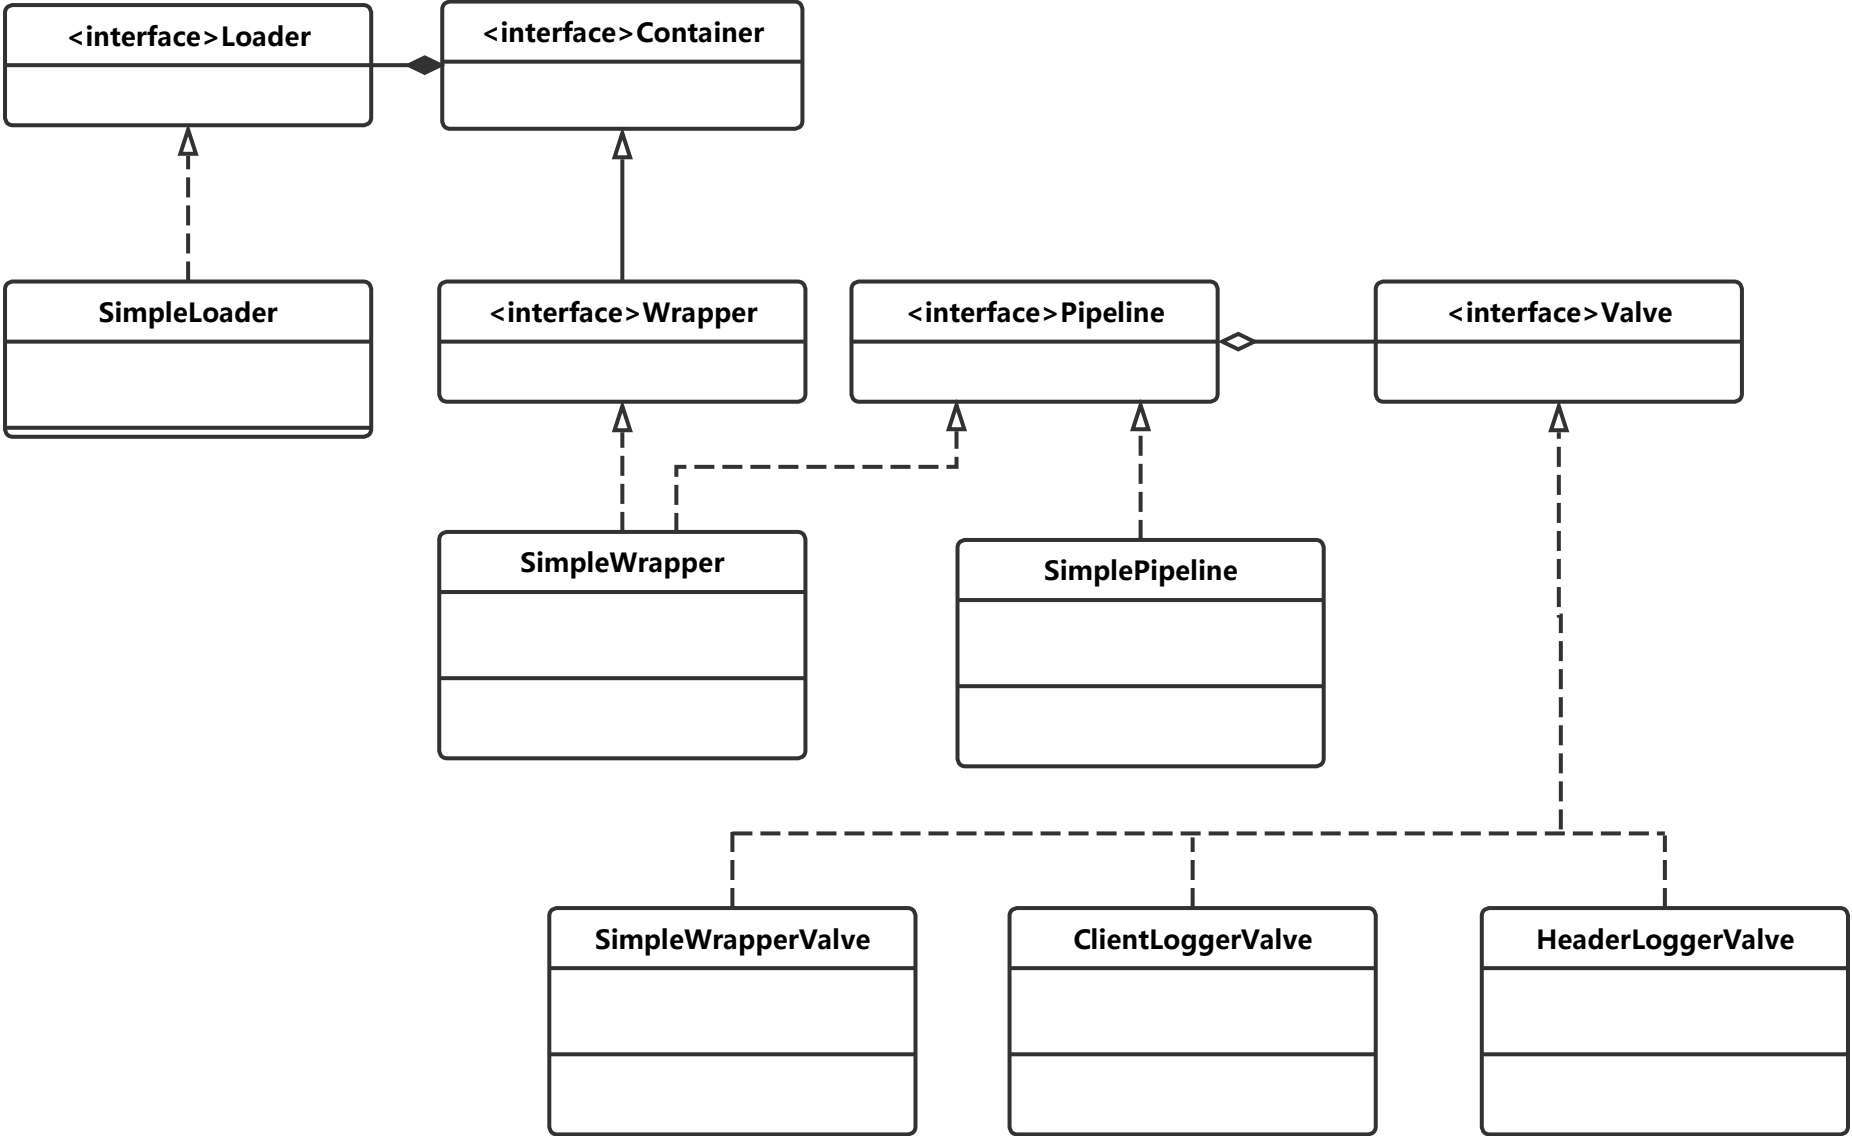 <interface>Loader
<interface>Container
SimpleLoader
<interface>Wrapper
<interface>Pipeline
<interface>Valve
SimpleWrapper
SimplePipeline
SimpleWrapperValve
ClientLoggerValve
HeaderLoggerValve